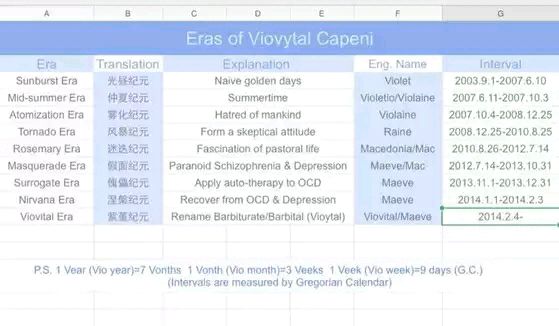 A B C D E F G
Eras of Viovytal Capeni
Era Translation Explanation Eng. Name Interval
Sunburst Era 光昼纪元 Naive golden days Violet 2003.9.1-2007.6.10
Mid-summer Era 仲夏纪元 Summertime Violetio/Violaine 2007.6.11-2007.10.3
Atomization Era 雾化纪元 Hatred of mankind Violaine 2007.10.4-2008.12.25
Tornado Era 风暴纪元 Form a skeptical attitude Raine 2008.12.25-2010.8.25
Rosemary Era 迷迭纪元 Fascination of pastoral life Macedonia/Mac 2010.8.26-2012.7.14
Masquerade Era 假面纪元 Paranoid Schizophrenia & Depression Maeve/Mac 2012.7.14-2013.10.31
Surrogate Era 傀儡纪元 Apply auto-therapy to OCD Maeve 2013.11.1-2013.12.31
Nirvana Era 涅槃纪元 Recover from OCD & Depression Maeve 2014.1.1-2014.2.3
Viovital Era 紫堇纪元 Rename Barbiturate/Barbital (Vioytal) Viovital/Maeve 2014.2.4-
P.S. 1 Year (Vio year)=7 Vonths 1 Vonth (Vio month)=3 Veeks 1 Veek (Vio week)=9 days (G.C.)
(Intervals are measured by Gregorian Calendar)